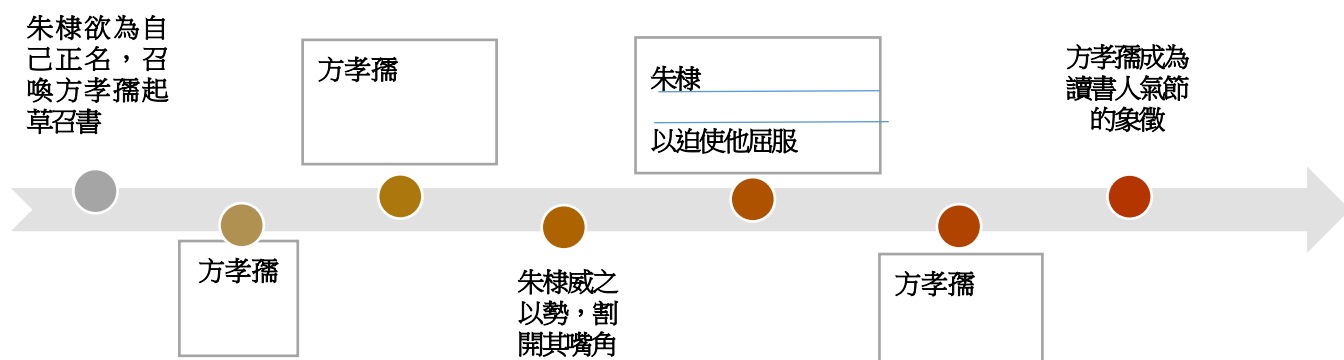 朱棣欲為自
己正名，召
喚方孝孺起
草召書
方孝孺
方孝孺
朱棣威之
以勢，割
開其嘴角
朱棣
以迫使他屈服
方孝孺
方孝孺成為
讀書人氣節
的象徵